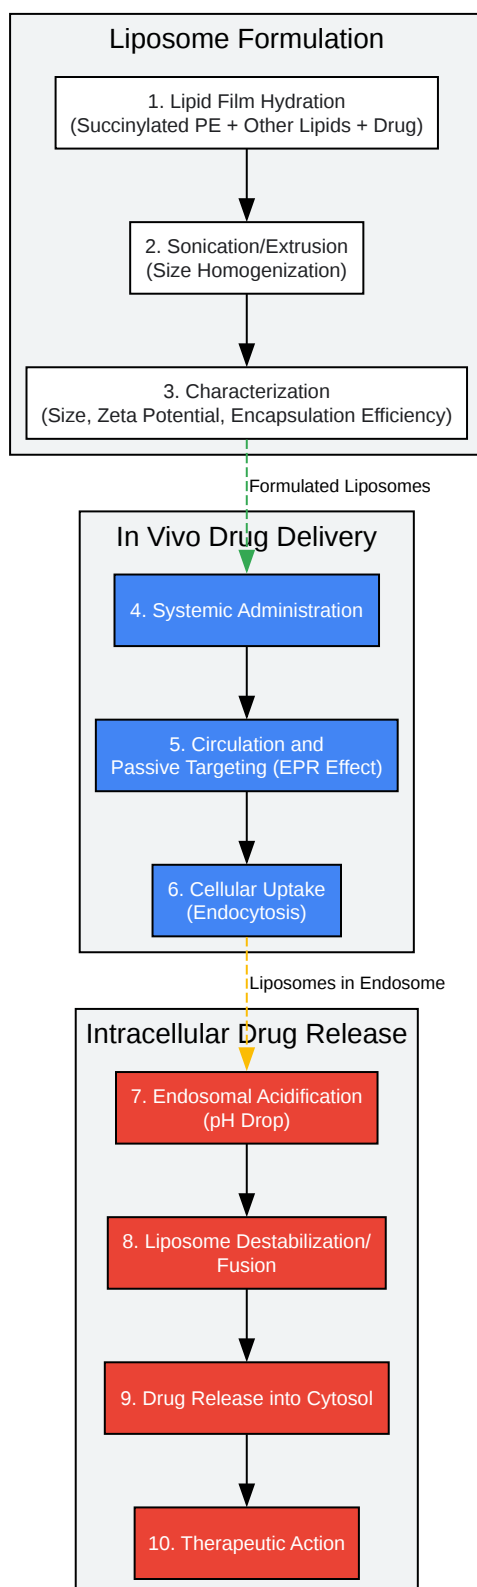 Liposome Formulation
1. Lipid Film Hydration
(Succinylated PE + Other Lipids + Drug)
2. Sonication/Extrusion
(Size Homogenization)
3. Characterization
(Size, Zeta Potential, Encapsulation Efficiency)
Formulated Liposomes
In Vivo Drug Delivery
4. Systemic Administration
5. Circulation and
Passive Targeting (EPR Effect)
6. Cellular Uptake
(Endocytosis)
Liposomes in Endosome
Intracellular Drug Release
7. Endosomal Acidification
(pH Drop)
8. Liposome Destabilization/
Fusion
9. Drug Release into Cytosol
10. Therapeutic Action